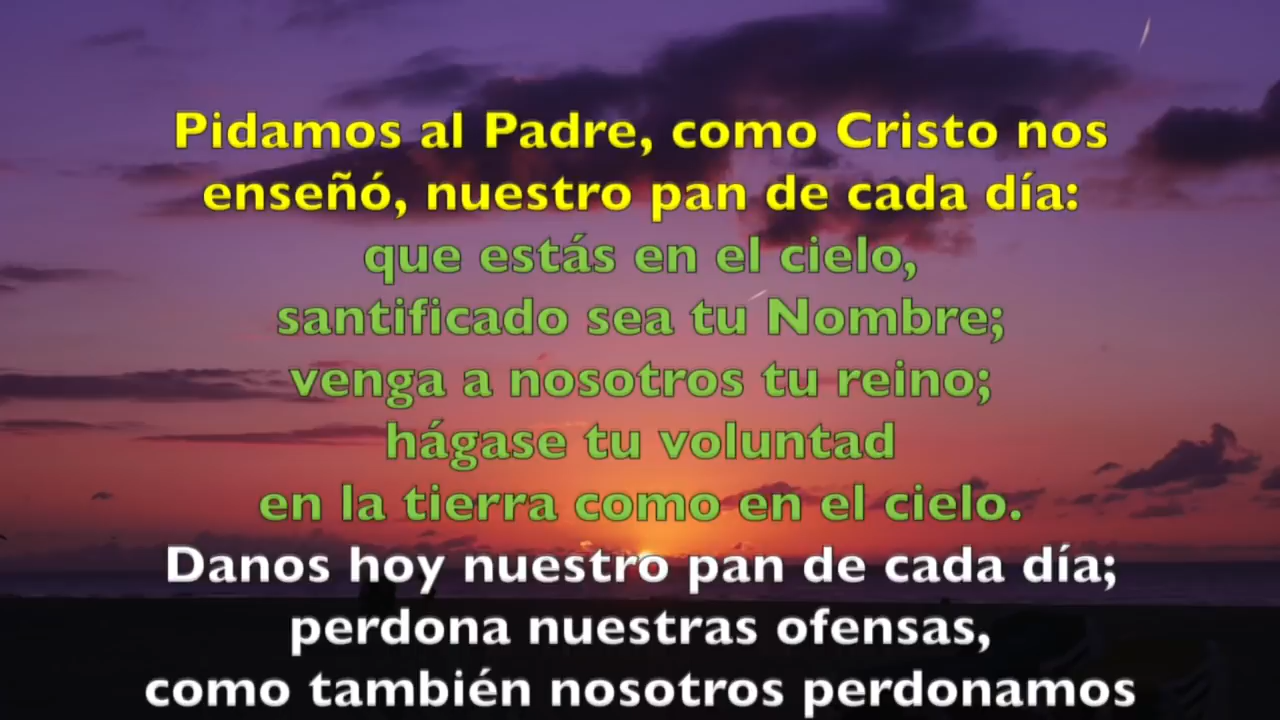 Pidamos al Padre, como Cristo nos
enseñó, nuestro pan de cada día:
que estás en el cielo,
santificado sea tu Nombre;
venga a nosotros tu reino;
hágase tu voluntad
en la tierra como en el cielo.
Danos hoy nuestro pan de cada día;
perdona nuestras ofensas,
como también nosotros perdonamos